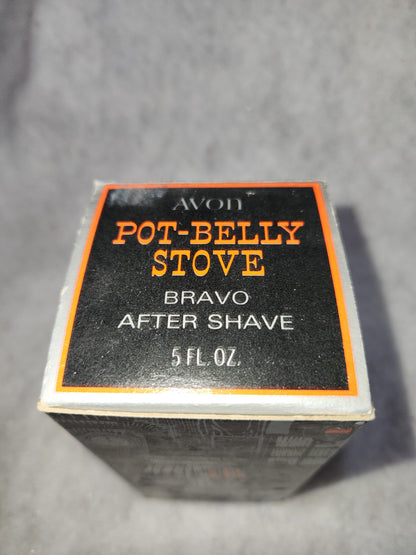 AVON
POT-BELLY
STOVE
BRAVO
AFTER SHAVE
5 FL. OZ.